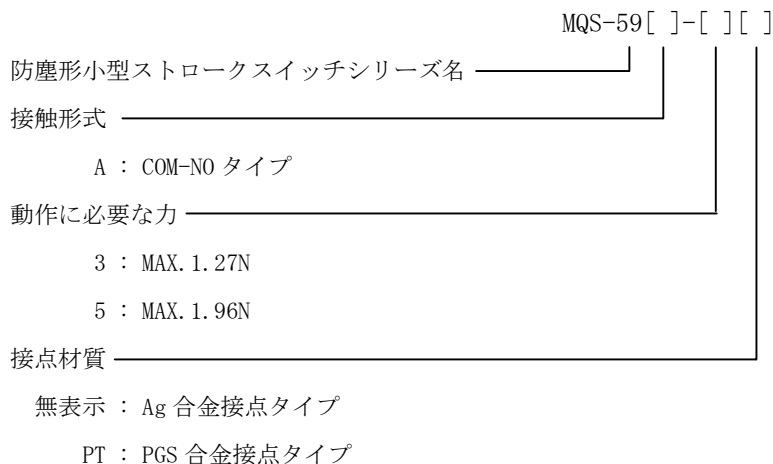 MQS-59[ ]-[ ][ ]
防塵形小型ストロークスイッチシリーズ名
接触形式
A : COM-NO タイプ
動作に必要な力
3 : MAX.1.27N
5 : MAX.1.96N
接点材質
無表示 : Ag 合金接点タイプ
PT : PGS 合金接点タイプ